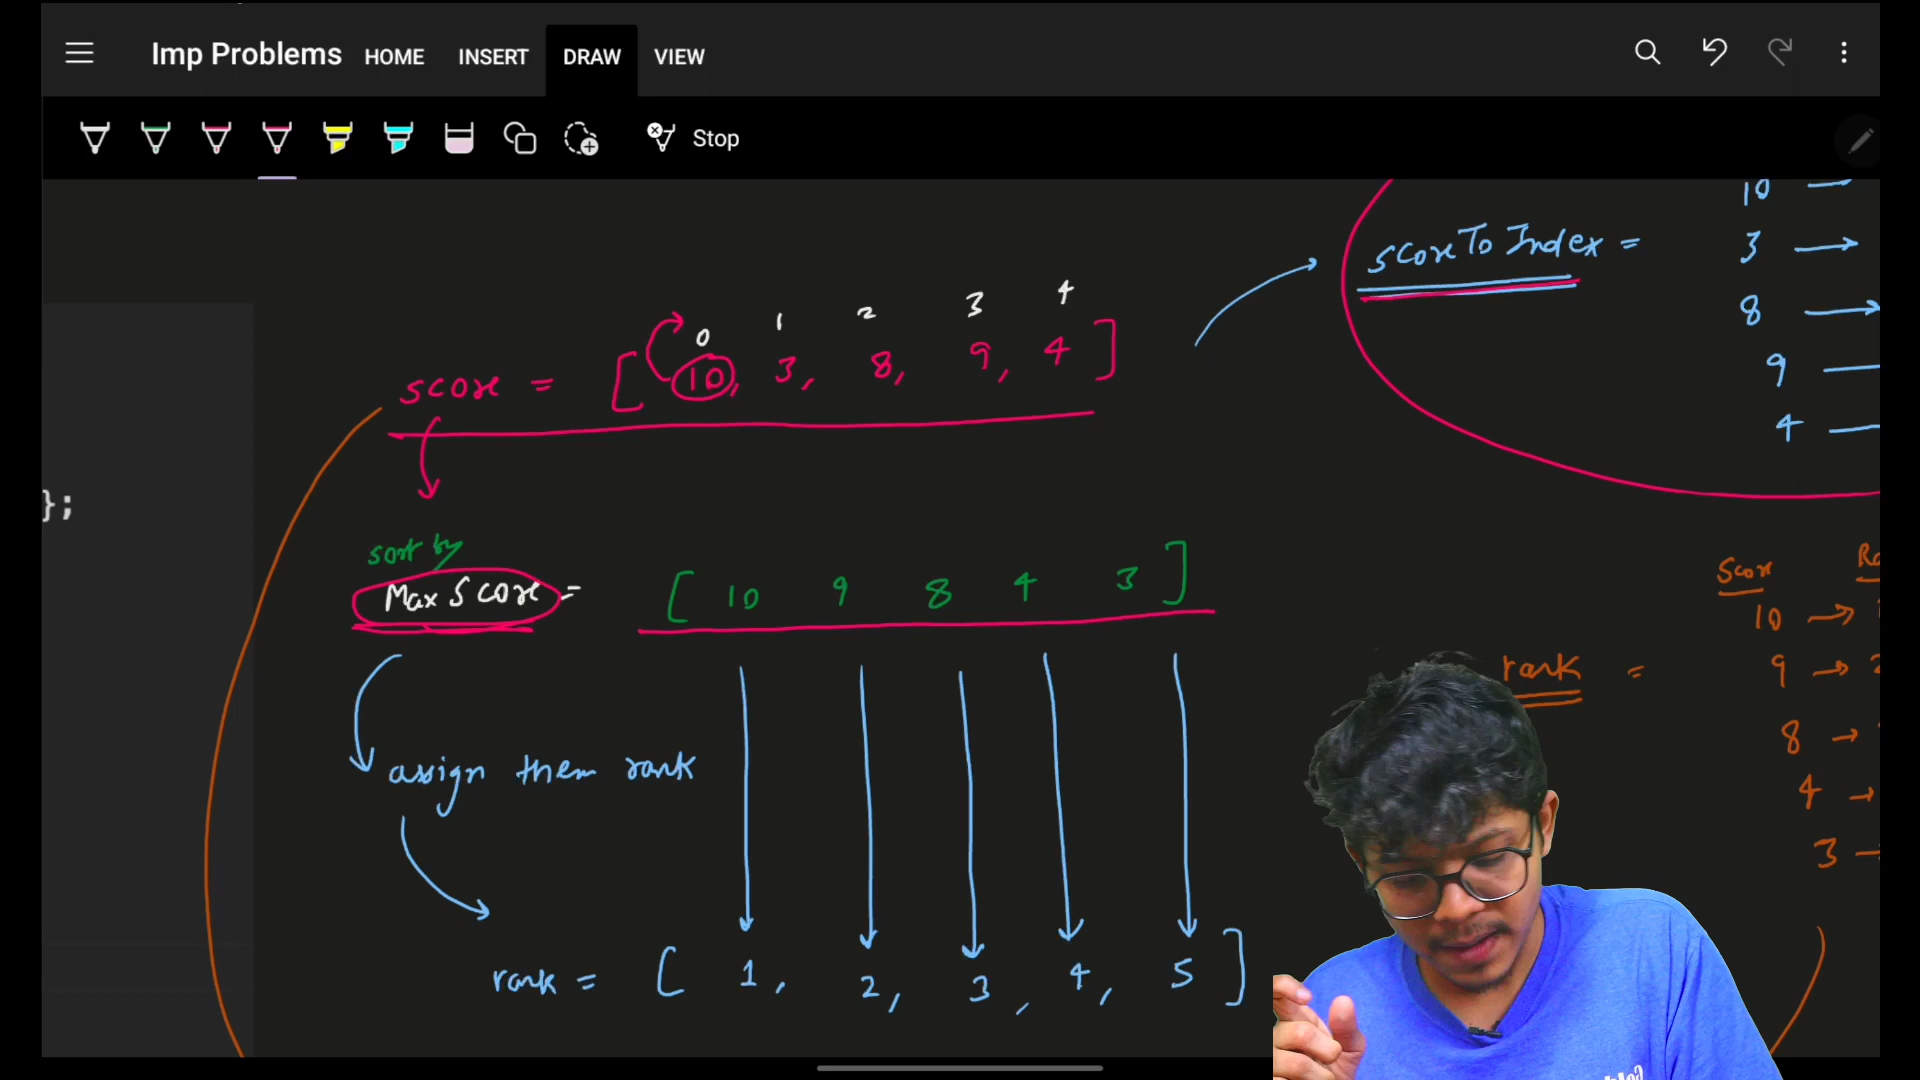 Imp Problems HOME INSERT DRAW VIEW
Stop
10 →
scoreToIndex = 3 →
8 →
9 —
4 —
0 1 2 3 4
score = [ 10, 3, 8, 9, 4 ]
};
sort by
Max Score = [ 10 9 8 4 3 ]
assign them rank
rank = [ 1, 2, 3, 4, 5 ]
Score
10 →
rank = 9 →
8 →
4 →
3 —